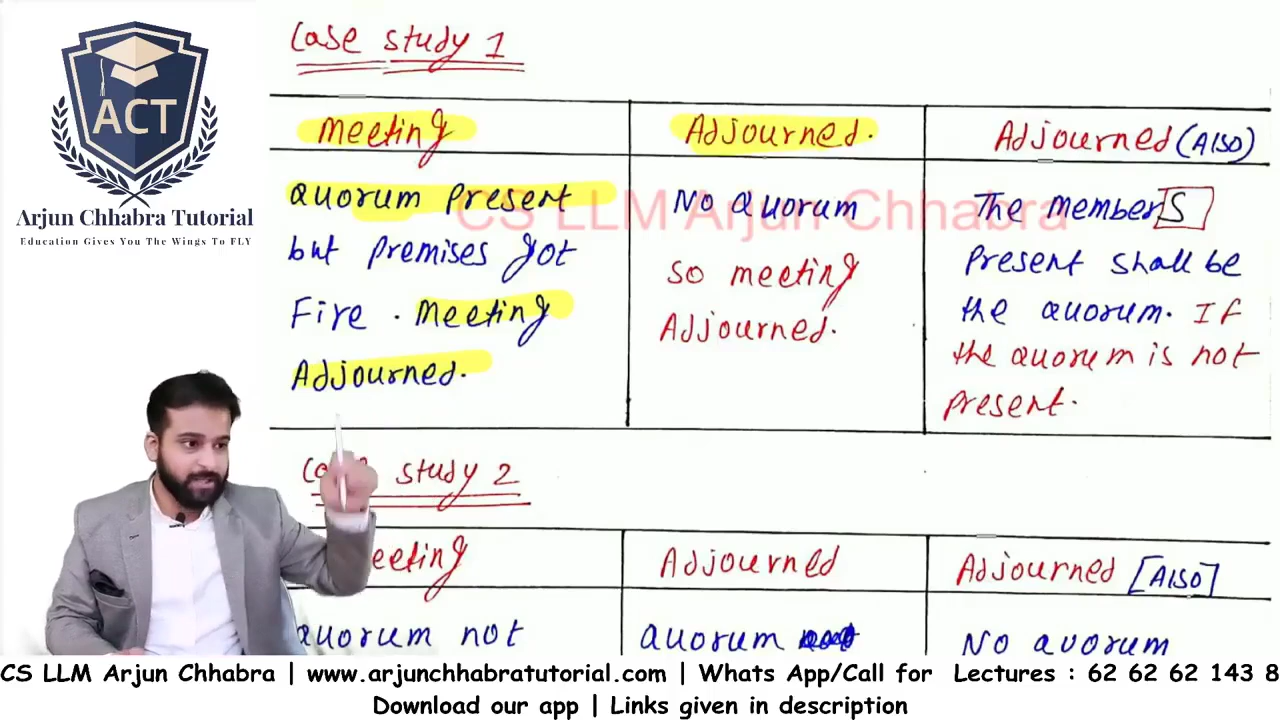 Case study 1
ACT
Arjun Chhabra Tutorial
Education Gives You The Wings To FLY
Meeting
Adjourned.
Adjourned (Also)
Quorum Present
but premises got
Fire. Meeting
Adjourned.
No Quorum
so meeting
Adjourned.
The members
Present shall be
the quorum. If
the quorum is not
present.
CS LLM Arjun Chhabra
Case study 2
eeting
Adjourned
Adjourned [Also]
Quorum not
Quorum
No Quorum
CS LLM Arjun Chhabra | www.arjunchhabratutorial.com | Whats App/Call for Lectures : 62 62 62 143 8
Download our app | Links given in description